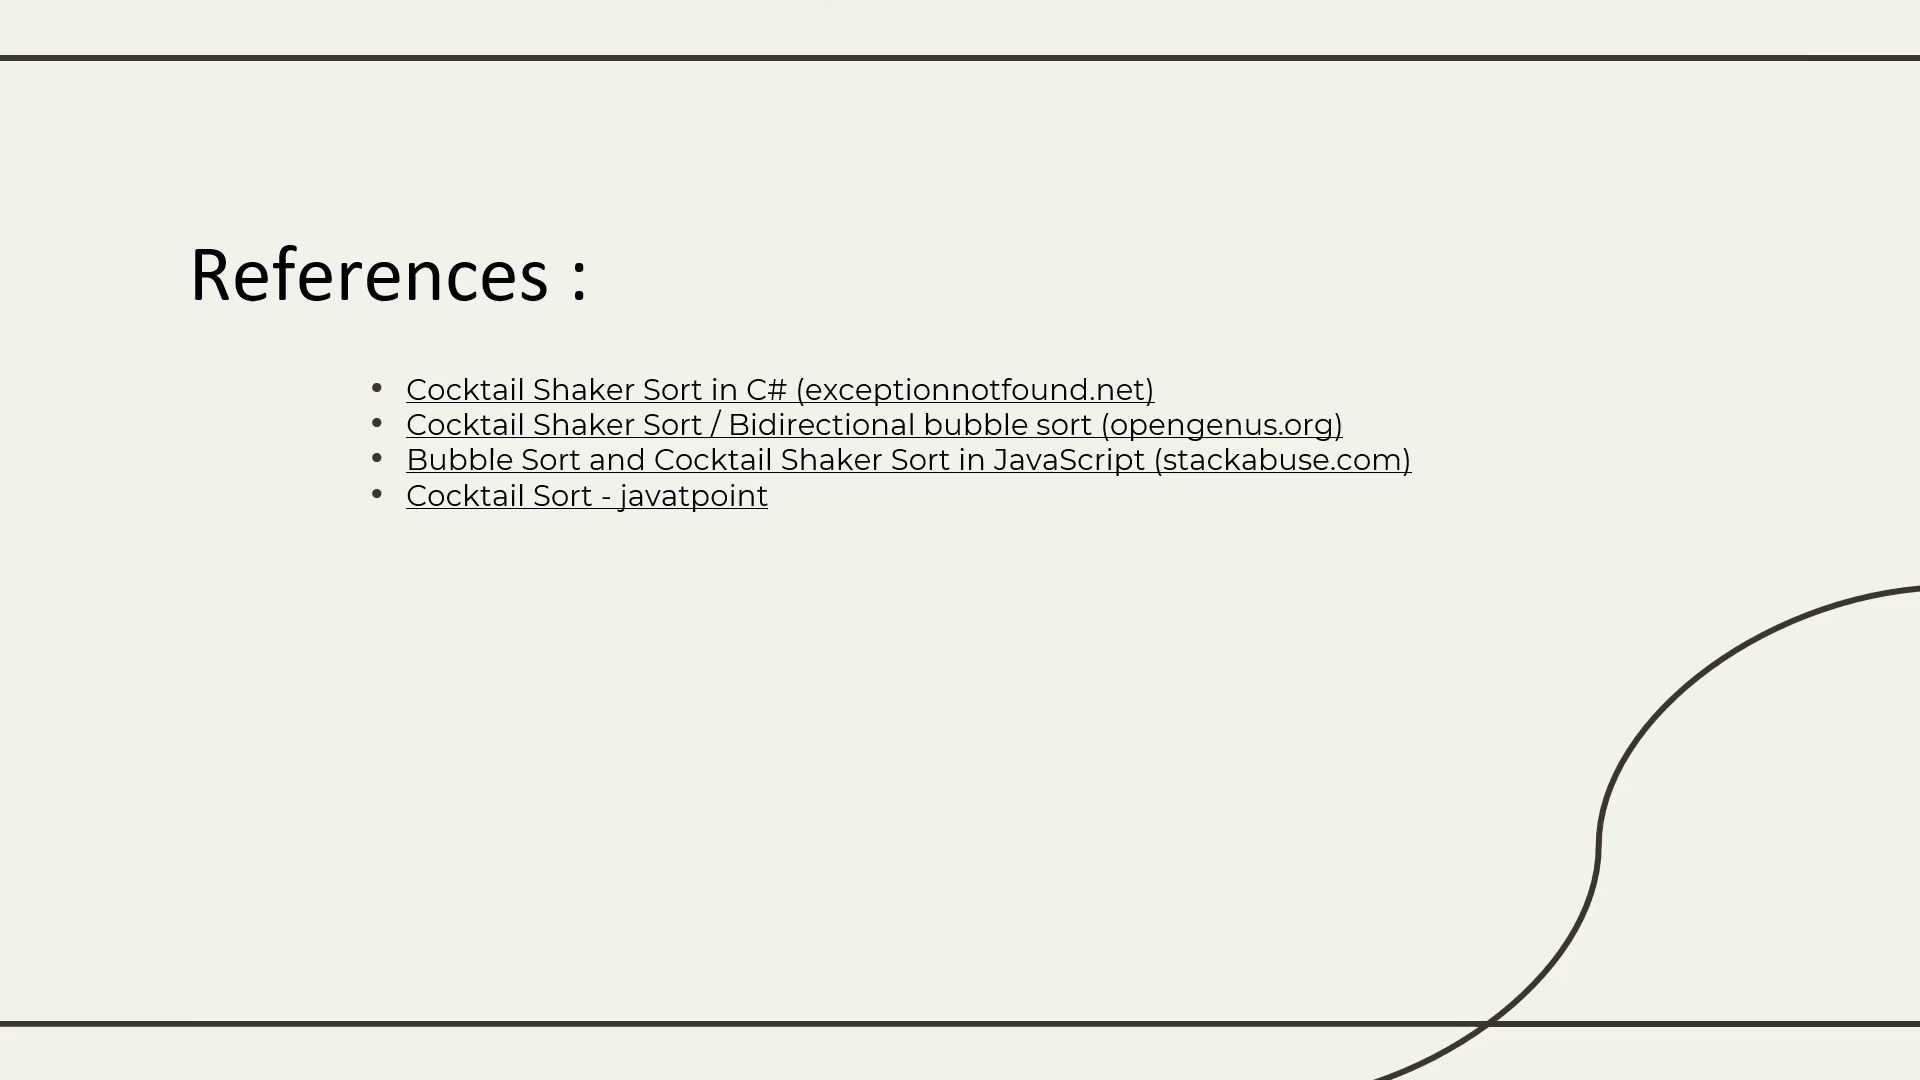 References :
• Cocktail Shaker Sort in C# (exceptionnotfound.net)
• Cocktail Shaker Sort / Bidirectional bubble sort (opengenus.org)
• Bubble Sort and Cocktail Shaker Sort in JavaScript (stackabuse.com)
• Cocktail Sort - javatpoint